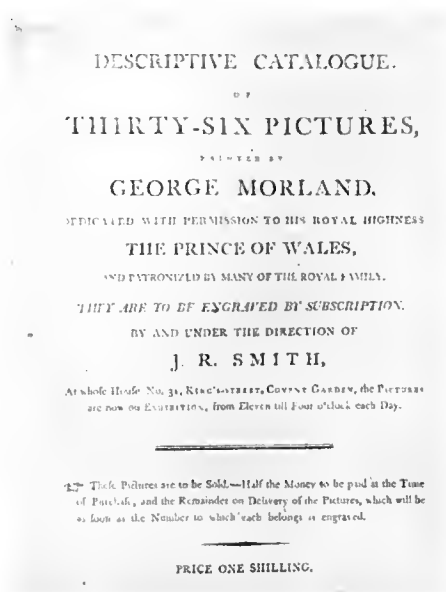 DESCRIPTIVE CATALOGUE.
OF
THIRTY-SIX PICTURES,
PAINTED BY
GEORGE MORLAND.
DEDICATED WITH PERMISSION TO HIS ROYAL HIGHNESS
THE PRINCE OF WALES,
AND PATRONIZED BY MANY OF THE ROYAL FAMILY.
THEY ARE TO BE ENGRAVED BY SUBSCRIPTION.
BY AND UNDER THE DIRECTION OF
J. R. SMITH,
At whose House No. 31, KING'S-STREET, COVENT GARDEN, the PICTURES
are now on EXHIBITION, from Eleven till Four o'clock each Day.
☞ These Pictures are to be Sold.—Half the Money to be paid at the Time
of Purchase, and the Remainder on Delivery of the Pictures, which will be
as soon as the Number to which each belongs is engraved.
PRICE ONE SHILLING.